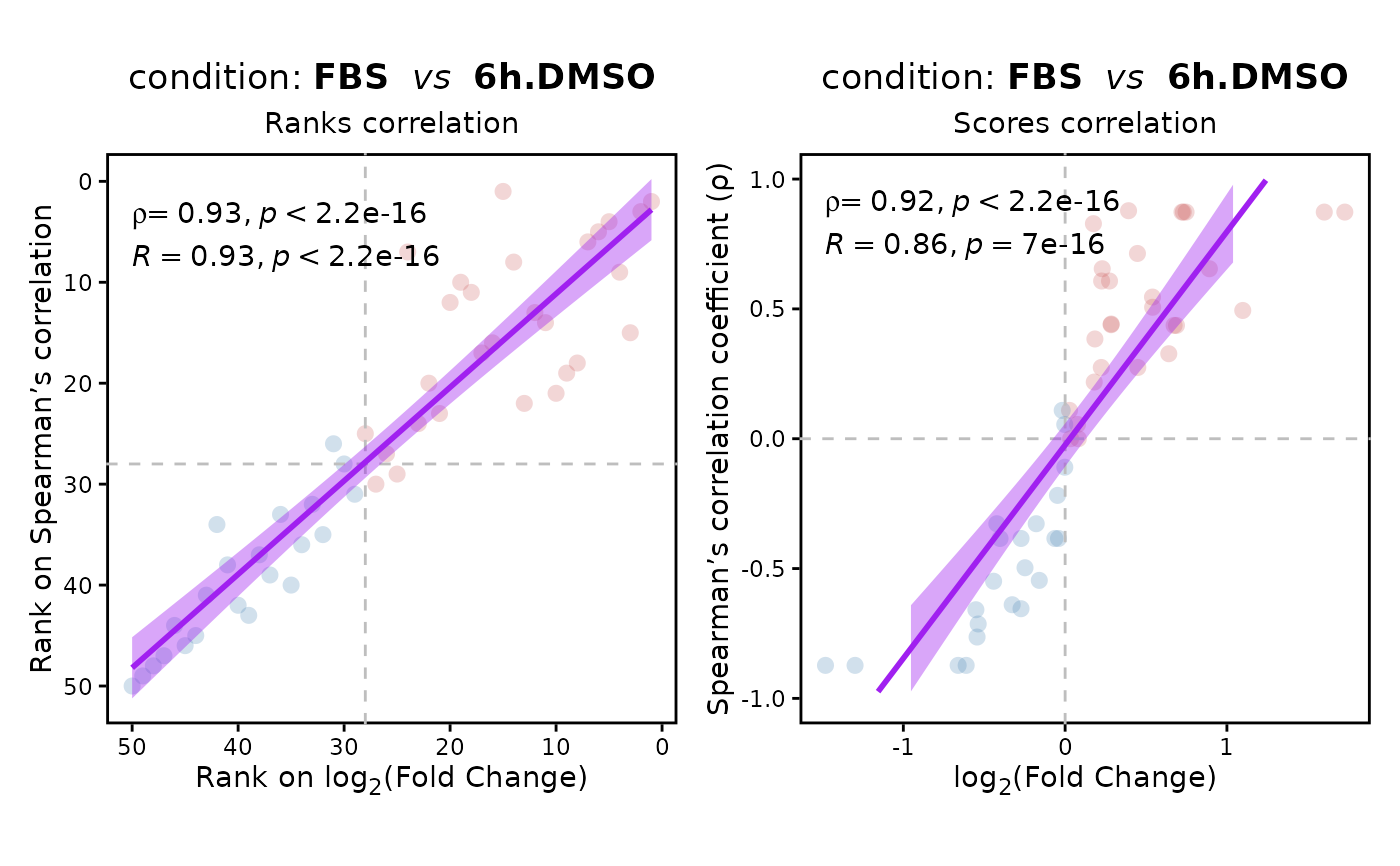 condition: FBS vs 6h.DMSO
Ranks correlation
ρ= 0.93, p < 2.2e-16
R = 0.93, p < 2.2e-16
Rank on Spearman’s correlation
0
10
20
30
40
50
50
40
30
20
10
0
Rank on log2(Fold Change)
condition: FBS vs 6h.DMSO
Scores correlation
ρ= 0.92, p < 2.2e-16
R = 0.86, p = 7e-16
Spearman’s correlation coefficient (ρ)
1.0
0.5
0.0
-0.5
-1.0
-1
0
1
log2(Fold Change)